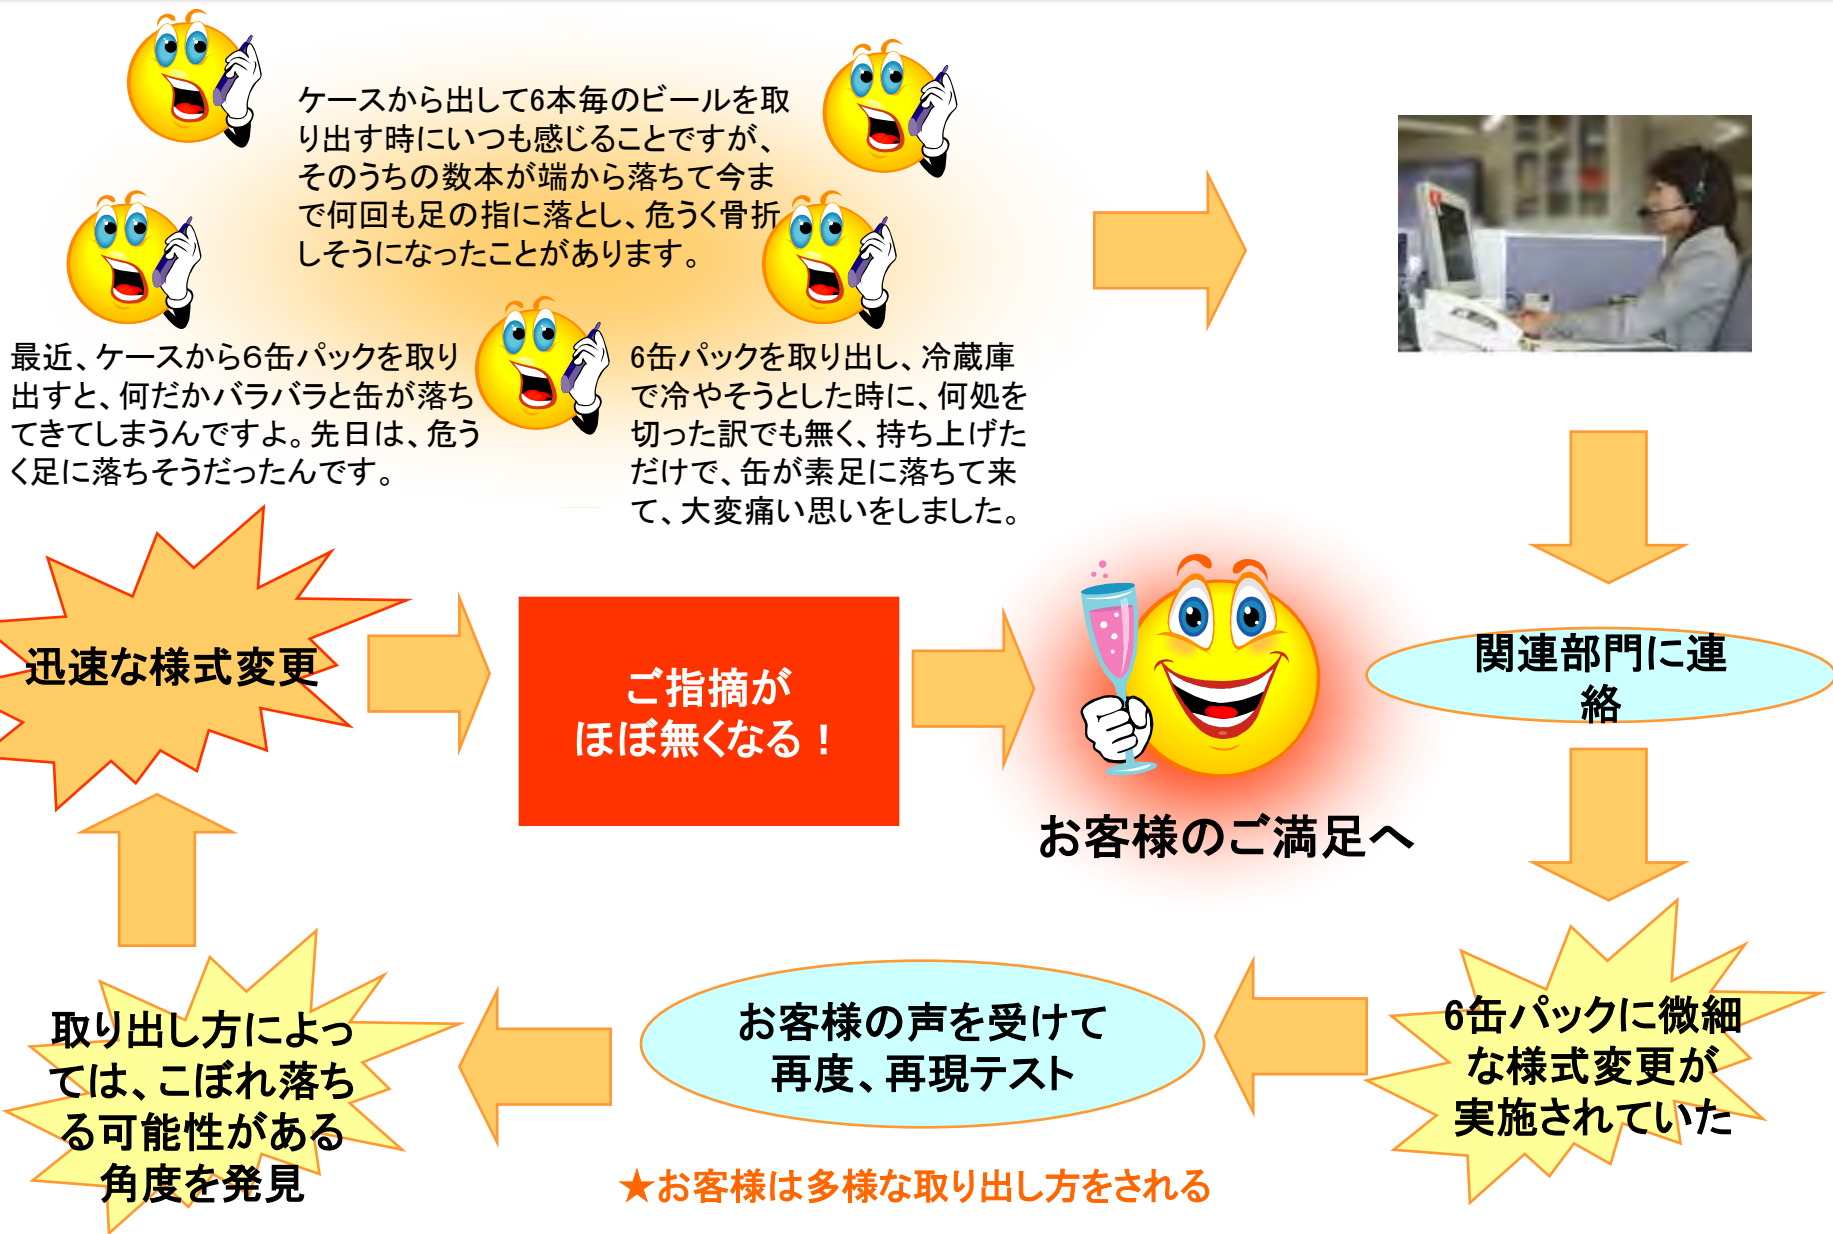 ケースから出して6本毎のビールを取
り出す時にいつも感じることですが、
そのうちの数本が端から落ちて今ま
で何回も足の指に落とし、危うく骨折
しそうになったことがあります。
最近、ケースから６缶パックを取り
出すと、何だかバラバラと缶が落ち
てきてしまうんですよ。先日は、危う
く足に落ちそうだったんです。
6缶パックを取り出し、冷蔵庫
で冷やそうとした時に、何処を
切った訳でも無く、持ち上げた
だけで、缶が素足に落ちて来
て、大変痛い思いをしました。
関連部門に連
絡
6缶パックに微細
な様式変更が
実施されていた
お客様の声を受けて
再度、再現テスト
★お客様は多様な取り出し方をされる
取り出し方によっ
ては、こぼれ落ち
る可能性がある
角度を発見
迅速な様式変更
ご指摘が
ほぼ無くなる！
お客様のご満足へ